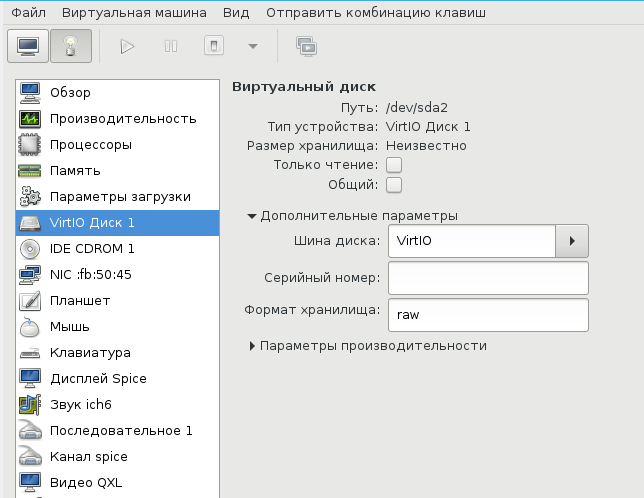 Файл Виртуальная машина Вид Отправить комбинацию клавиш
Обзор
Производительность
Процессоры
Память
Параметры загрузки
VirtIO Диск 1
IDE CDROM 1
NIC :fb:50:45
Планшет
Мышь
Клавиатура
Дисплей Spice
Звук ich6
Последовательное 1
Канал spice
Видео QXL
Виртуальный диск
Путь: /dev/sda2
Тип устройства: VirtIO Диск 1
Размер хранилища: Неизвестно
Только чтение:
Общий:
Дополнительные параметры
Шина диска: VirtIO
Серийный номер:
Формат хранилища: raw
Параметры производительности